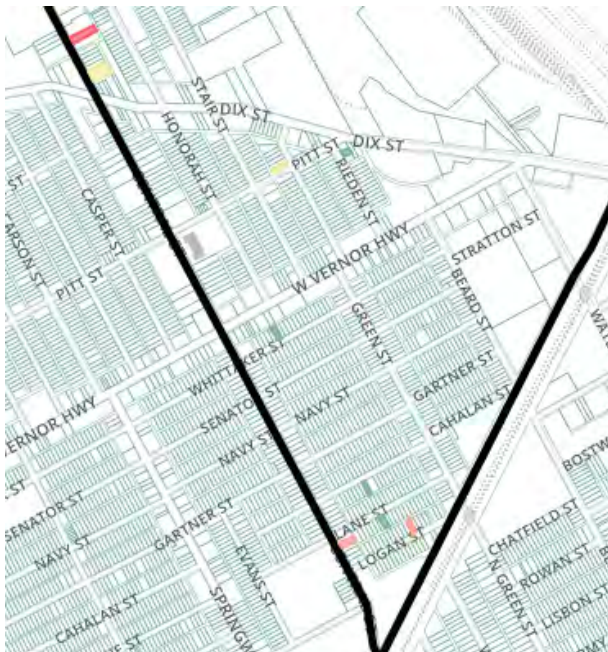 DIX ST
STAIR ST
HONORAH ST
DIX ST
PITT ST
RIEDEN ST
CASPER ST
CARSON ST
PITT ST
W VERNOR HWY
STRATTON ST
BEARD ST
GREEN ST
WHITTAKER ST
SENATOR ST
NAVY ST
GARTNER ST
CAHALAN ST
NAVY ST
VERNOR HWY
SENATOR ST
NAVY ST
GARTNER ST
LANE ST
LOGAN ST
CHATFIELD ST
EVANS ST
N GREEN ST
ROWAN ST
LISBON ST
CAHALAN ST